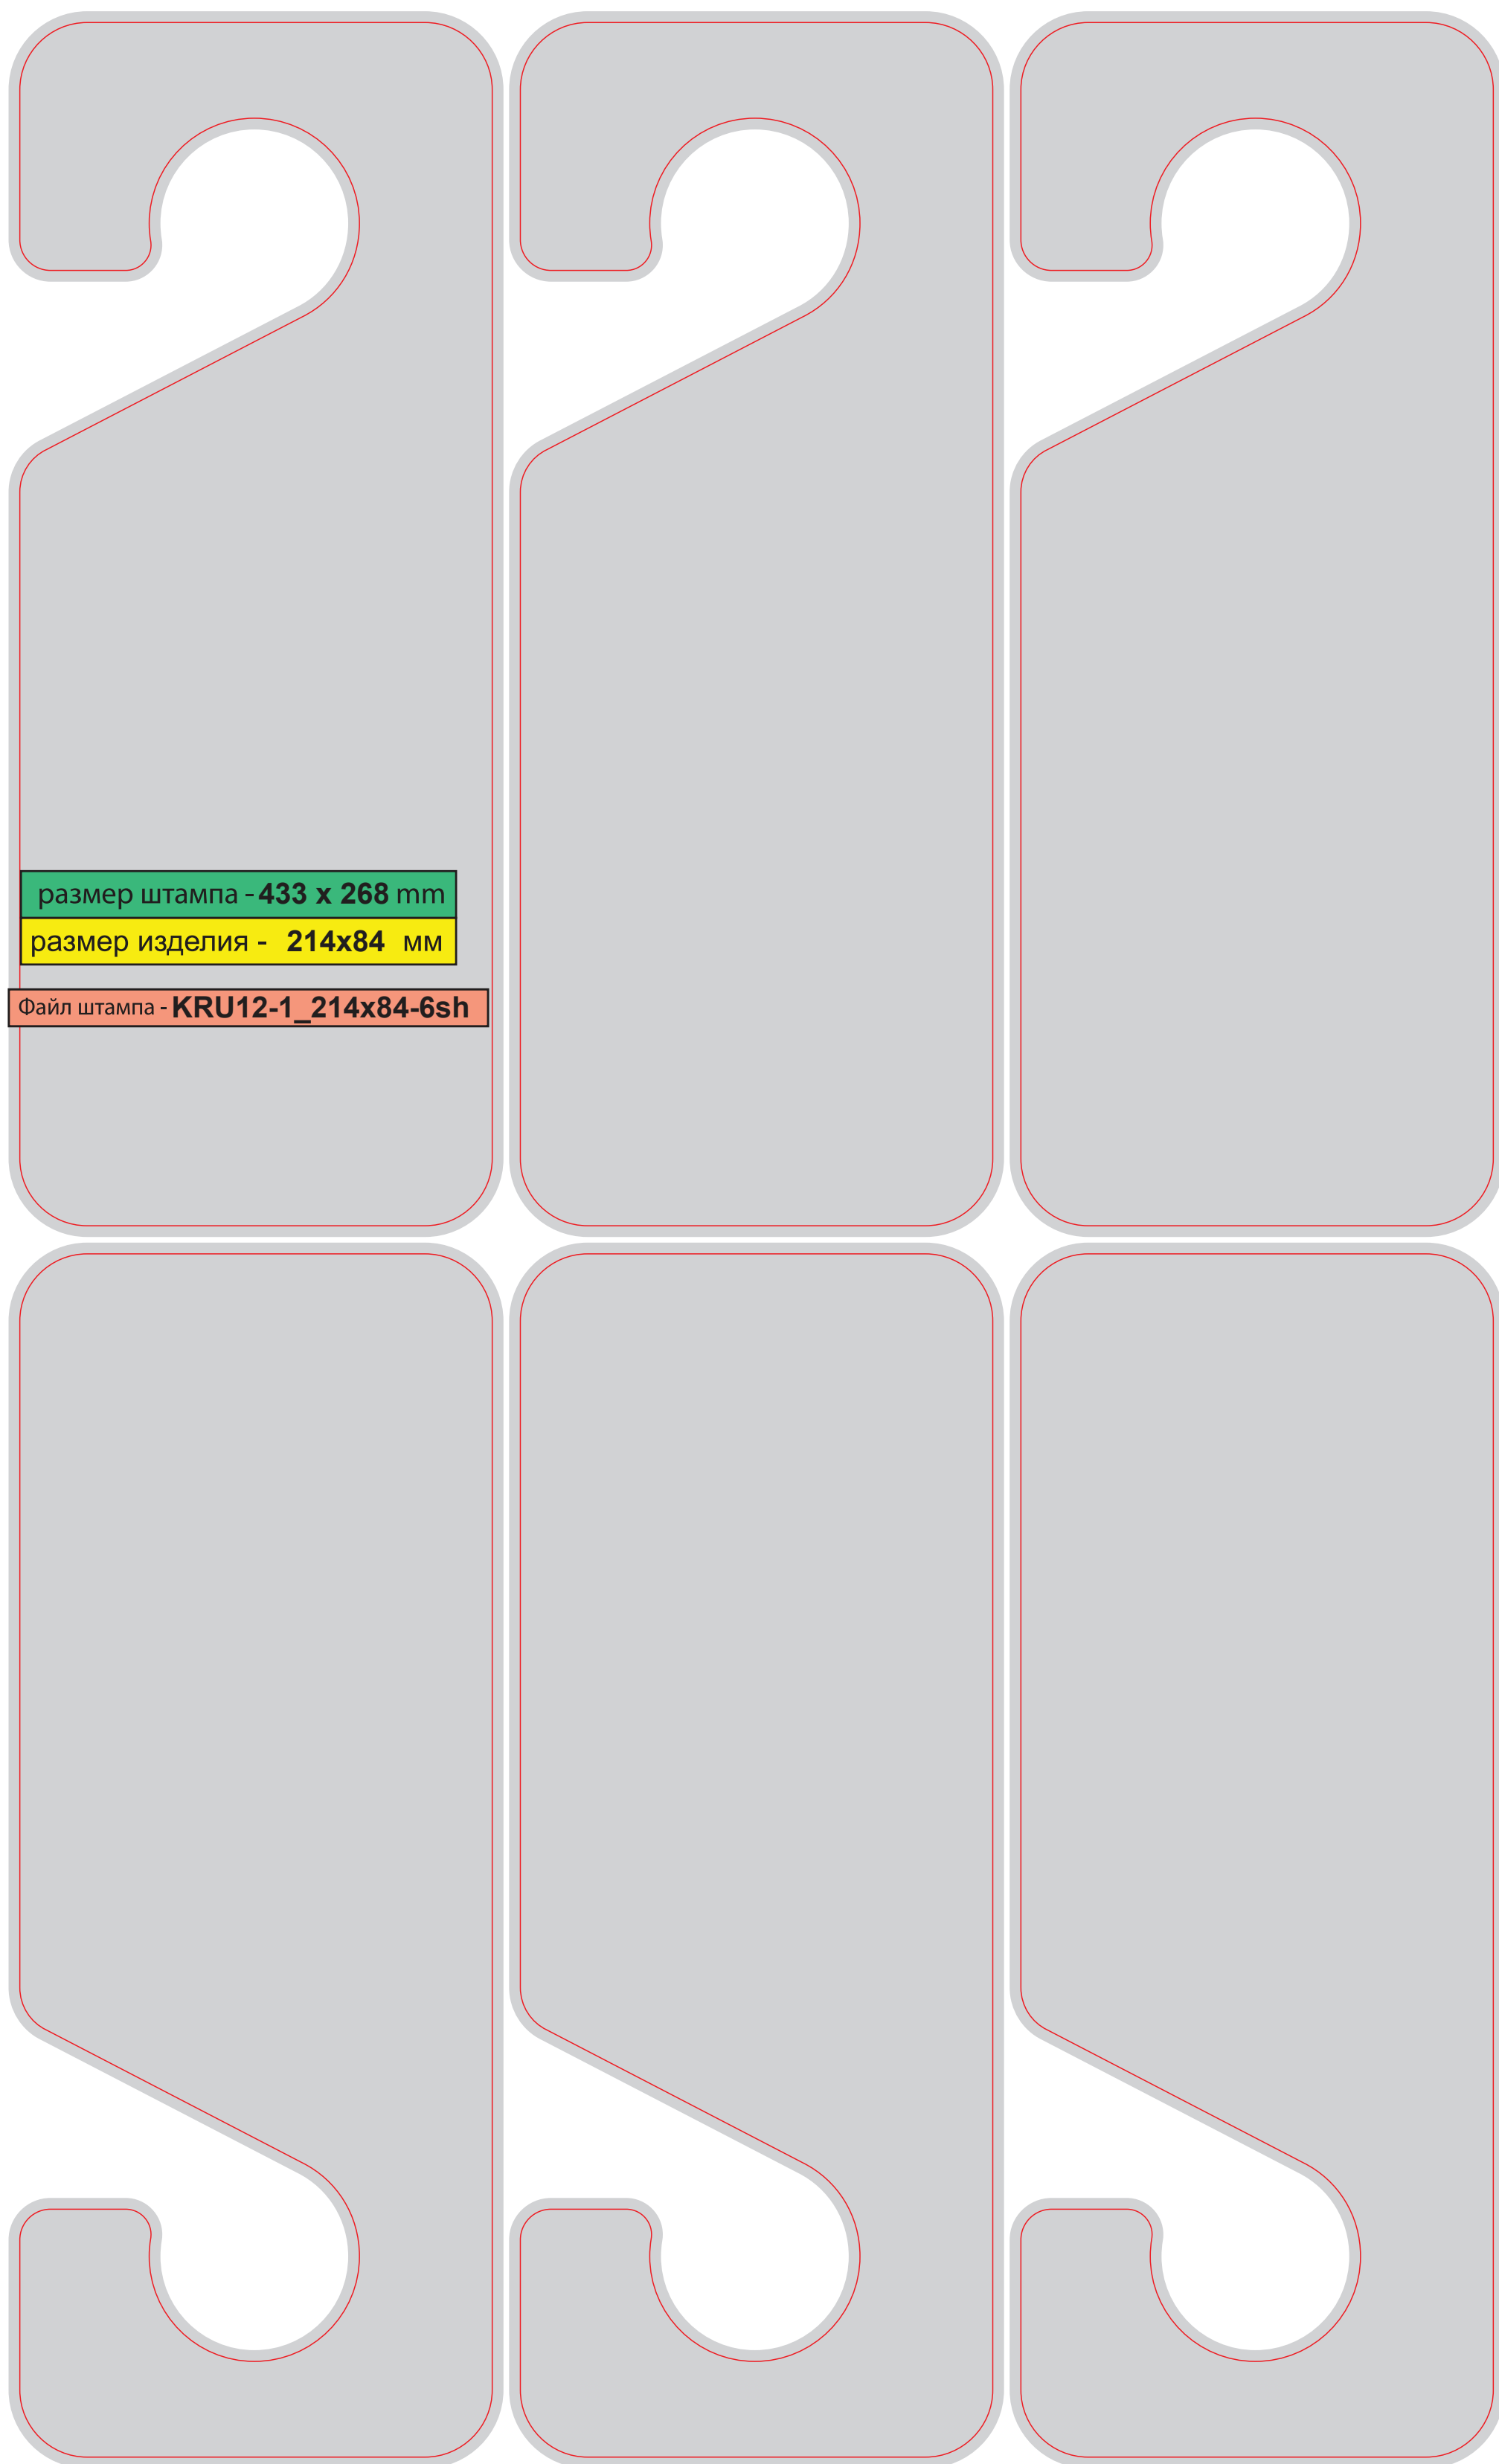 размер штампа - 433 x 268 mm
размер изделия - 214x84 мм
Файл штампа - KRU12-1_214x84-6sh